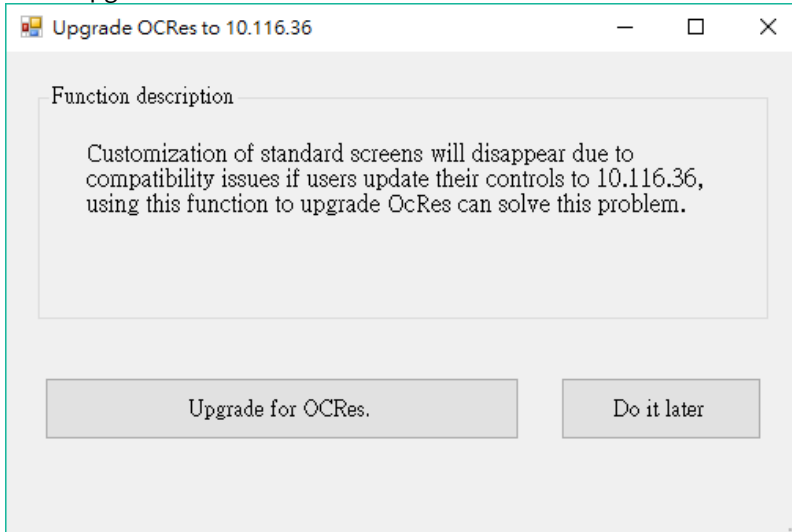 Upgrade OCRes to 10.116.36
Function description
Customization of standard screens will disappear due to
compatibility issues if users update their controls to 10.116.36,
using this function to upgrade OcRes can solve this problem.
Upgrade for OCRes.
Do it later